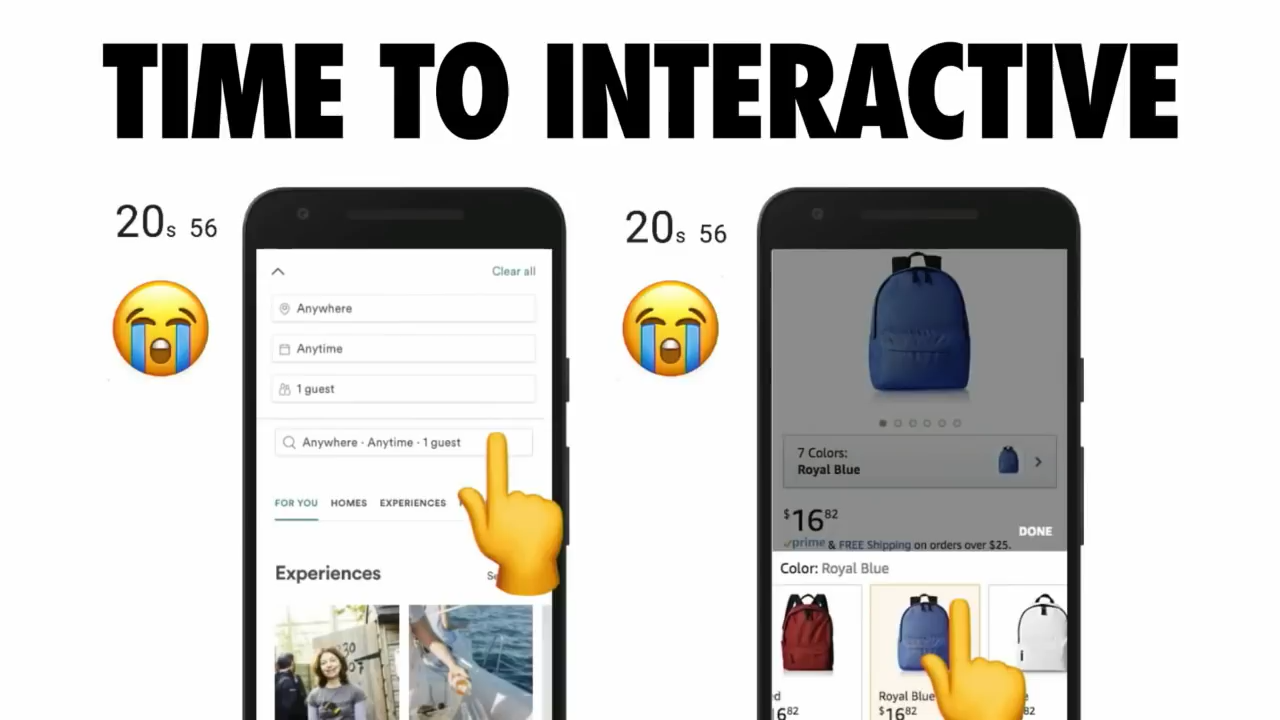 TIME TO INTERACTIVE
20s 56
Clear all
Anywhere
Anytime
1 guest
Anywhere · Anytime · 1 guest
FOR YOU HOMES EXPERIENCES
Experiences
20s 56
7 Colors:
Royal Blue
$16 82
DONE
prime & FREE Shipping on orders over $25.
Color: Royal Blue
Royal Blue
$16 82